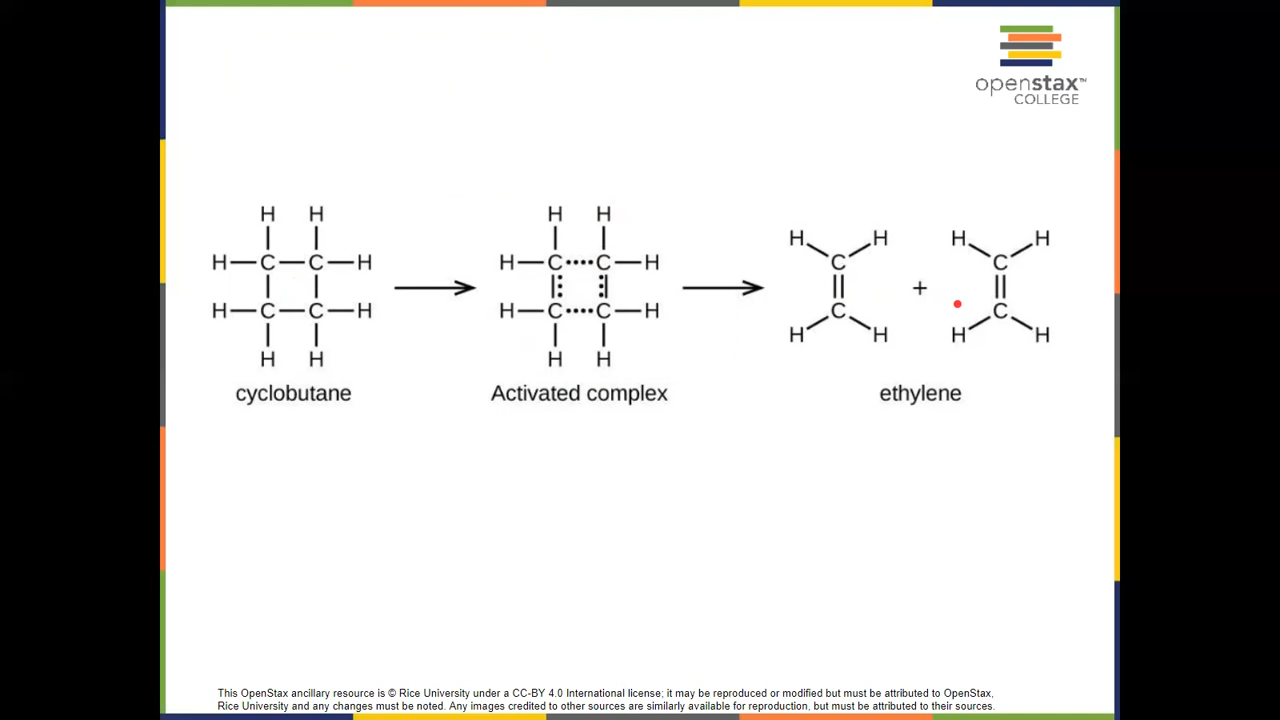 openstax™
COLLEGE
H H H H
H H H H
H—C—C—H H—C····C—H C + C
H—C—C—H H—C····C—H C C
H H H H
H H H H
cyclobutane Activated complex ethylene
This OpenStax ancillary resource is © Rice University under a CC-BY 4.0 International license; it may be reproduced or modified but must be attributed to OpenStax,
Rice University and any changes must be noted. Any images credited to other sources are similarly available for reproduction, but must be attributed to their sources.